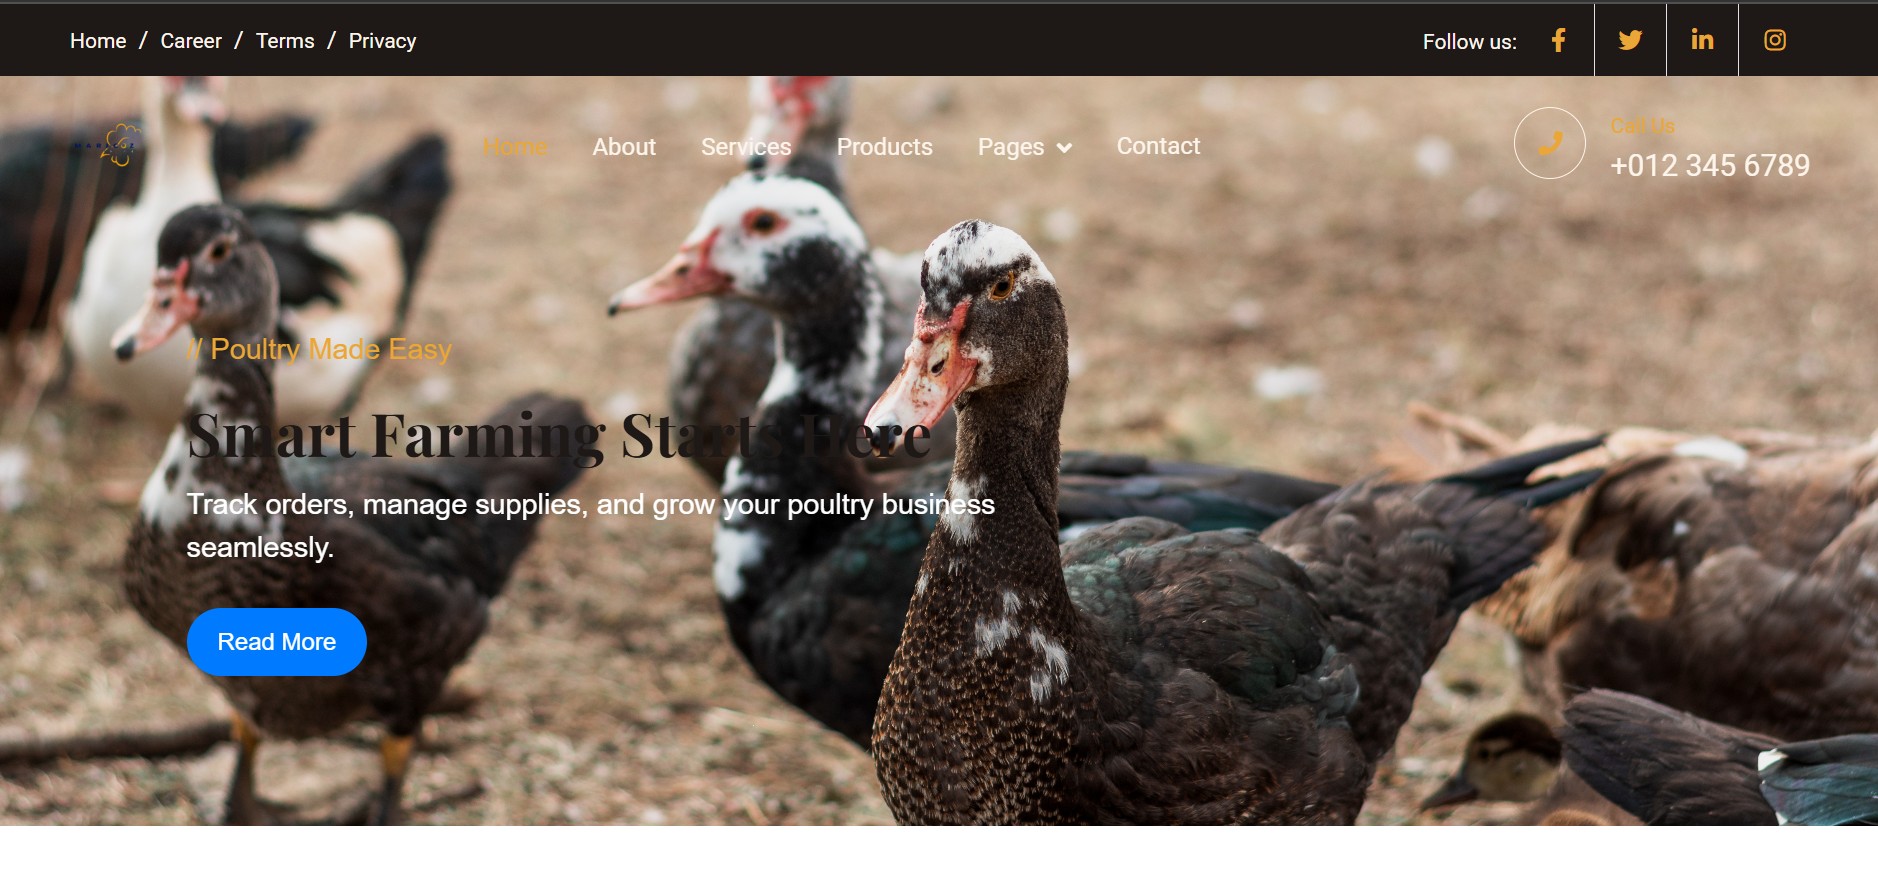 Home / Career / Terms / Privacy
Follow us:
Home About Services Products Pages Contact
Call Us
+012 345 6789
// Poultry Made Easy
Smart Farming Starts Here
Track orders, manage supplies, and grow your poultry business
seamlessly.
Read More